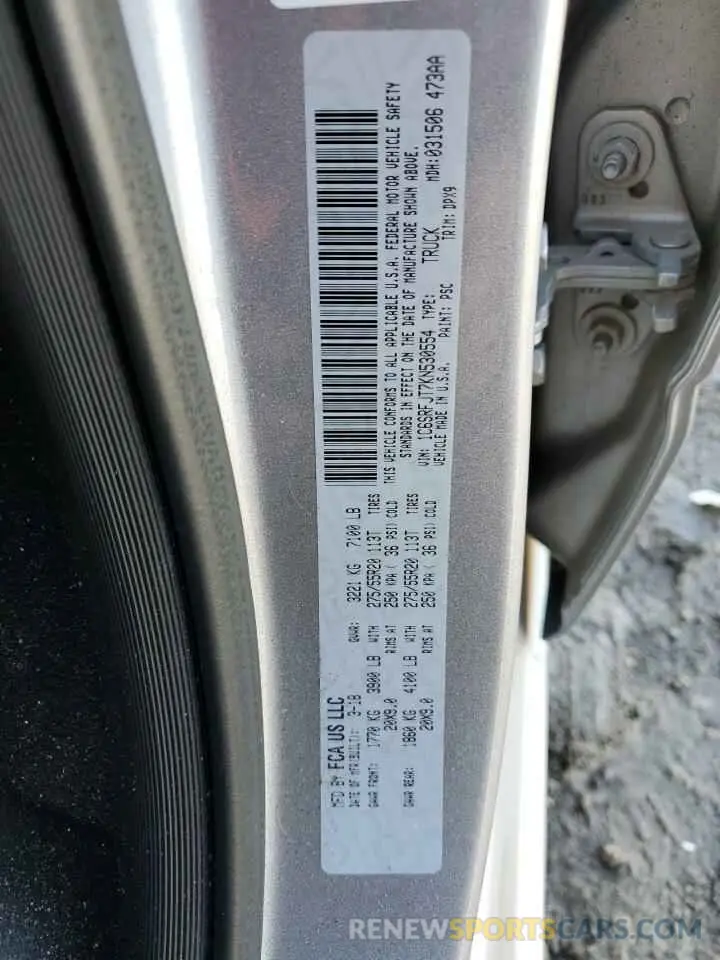 MFD BY FCA US LLC
DATE OF MFR(BUILT): 3-18 GVWR: 3221 KG 7100 LB
GAWR FRONT: 1770 KG 3900 LB WITH 275/55R20 113T TIRES
20X9.0 RIMS AT 250 KPA ( 36 PSI) COLD
GAWR REAR: 1860 KG 4100 LB WITH 275/55R20 113T TIRES
20X9.0 RIMS AT 250 KPA ( 36 PSI) COLD
THIS VEHICLE CONFORMS TO ALL APPLICABLE U.S.A. FEDERAL MOTOR VEHICLE SAFETY
STANDARDS IN EFFECT ON THE DATE OF MANUFACTURE SHOWN ABOVE.
VIN: 1C6SRFJT7KN530554 TYPE: TRUCK MDH:031506 473AA
VEHICLE MADE IN U.S.A. PAINT: PSC TRIM: DPX9
RENEWSPORTSCAR.COM